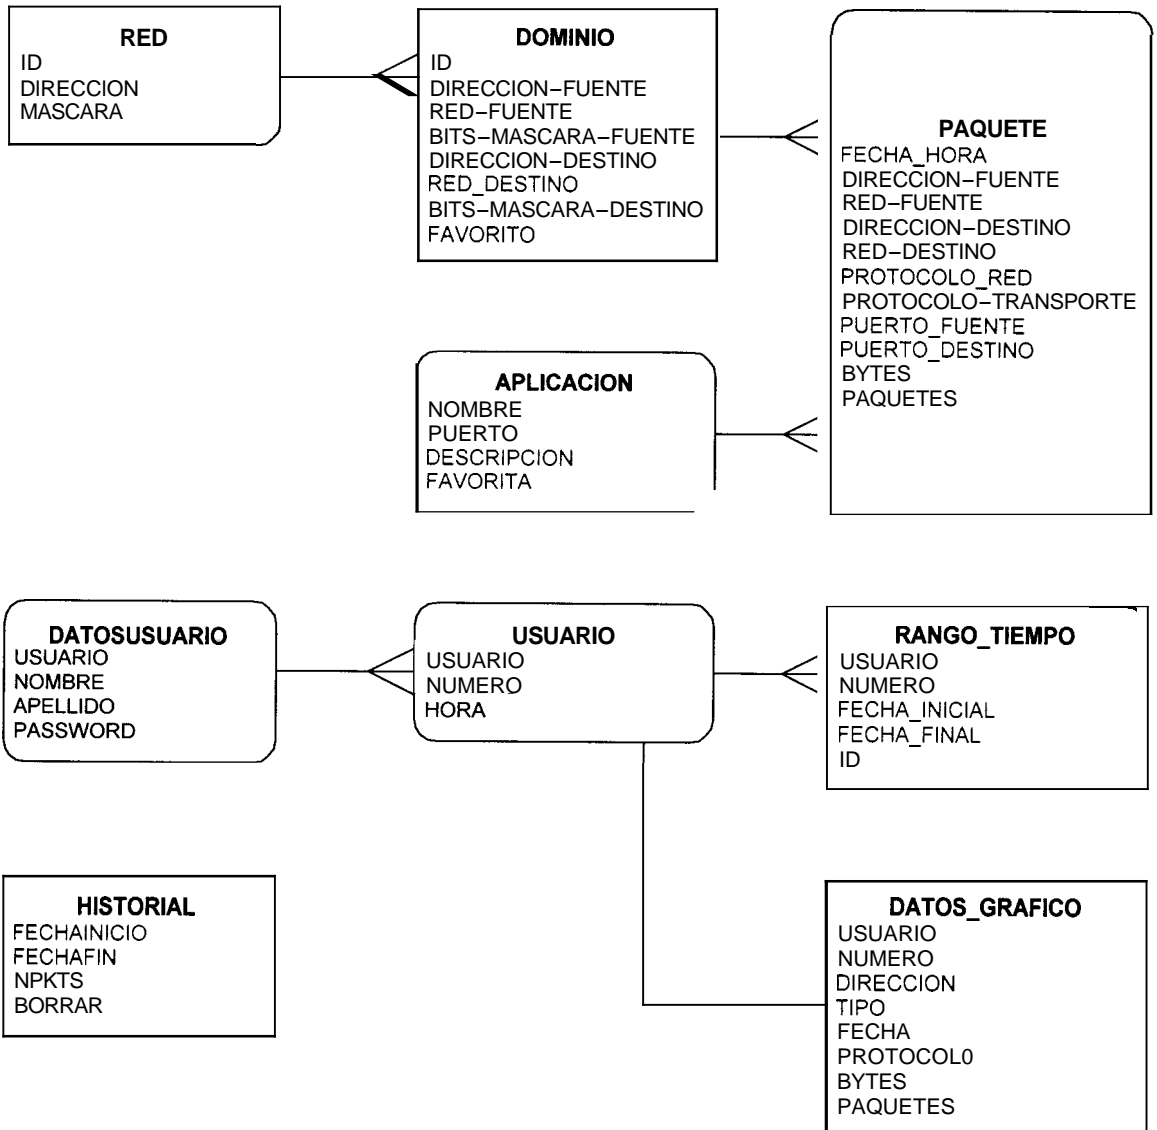 RED
ID
DIRECCION
MASCARA
DOMINIO
ID
DIRECCION-FUENTE
RED-FUENTE
BITS-MASCARA-FUENTE
DIRECCION-DESTINO
RED_DESTINO
BITS-MASCARA-DESTINO
FAVORITO
PAQUETE
FECHA_HORA
DIRECCION-FUENTE
RED-FUENTE
DIRECCION-DESTINO
RED-DESTINO
PROTOCOLO_RED
PROTOCOLO-TRANSPORTE
PUERTO_FUENTE
PUERTO_DESTINO
BYTES
PAQUETES
APLICACION
NOMBRE
PUERTO
DESCRIPCION
FAVORITA
DATOSUSUARIO
USUARIO
NOMBRE
APELLIDO
PASSWORD
USUARIO
USUARIO
NUMERO
HORA
RANGO_TIEMPO
USUARIO
NUMERO
FECHA_INICIAL
FECHA_FINAL
ID
HISTORIAL
FECHAINICIO
FECHAFIN
NPKTS
BORRAR
DATOS_GRAFICO
USUARIO
NUMERO
DIRECCION
TIPO
FECHA
PROTOCOL0
BYTES
PAQUETES